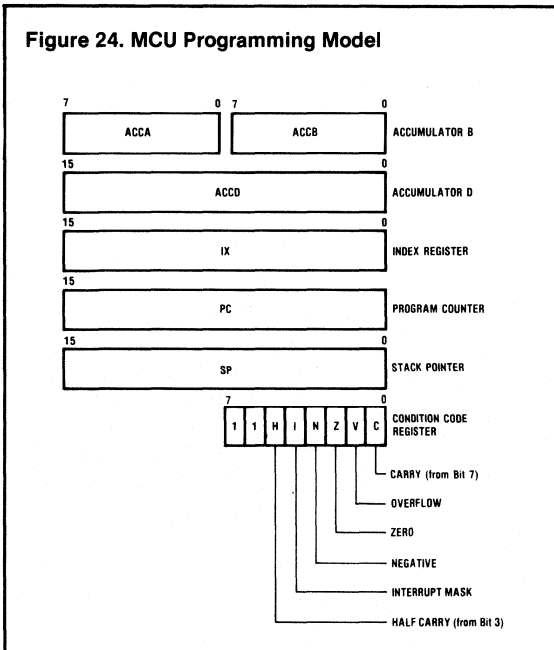 Figure 24. MCU Programming Model
7 0 7 0
ACCA ACCB ACCUMULATOR B
15 0
ACCD ACCUMULATOR D
15 0
IX INDEX REGISTER
15 0
PC PROGRAM COUNTER
15 0
SP STACK POINTER
7 0
1 1 H I N Z V C CONDITION CODE
REGISTER
CARRY (from Bit 7)
OVERFLOW
ZERO
NEGATIVE
INTERRUPT MASK
HALF CARRY (from Bit 3)